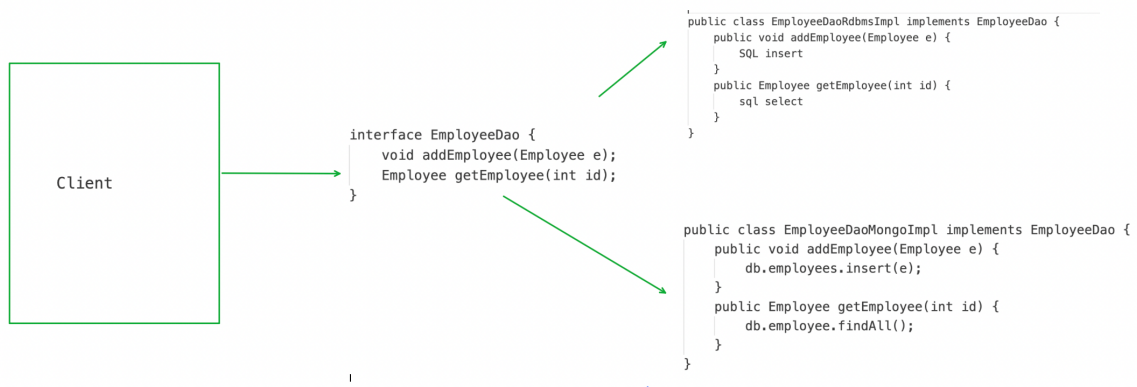 Client
interface EmployeeDao {
    void addEmployee(Employee e);
    Employee getEmployee(int id);
}
public class EmployeeDaoRdbmsImpl implements EmployeeDao {
    public void addEmployee(Employee e) {
        SQL insert
    }
    public Employee getEmployee(int id) {
        sql select
    }
}
public class EmployeeDaoMongoImpl implements EmployeeDao {
    public void addEmployee(Employee e) {
        db.employees.insert(e);
    }
    public Employee getEmployee(int id) {
        db.employee.findAll();
    }
}